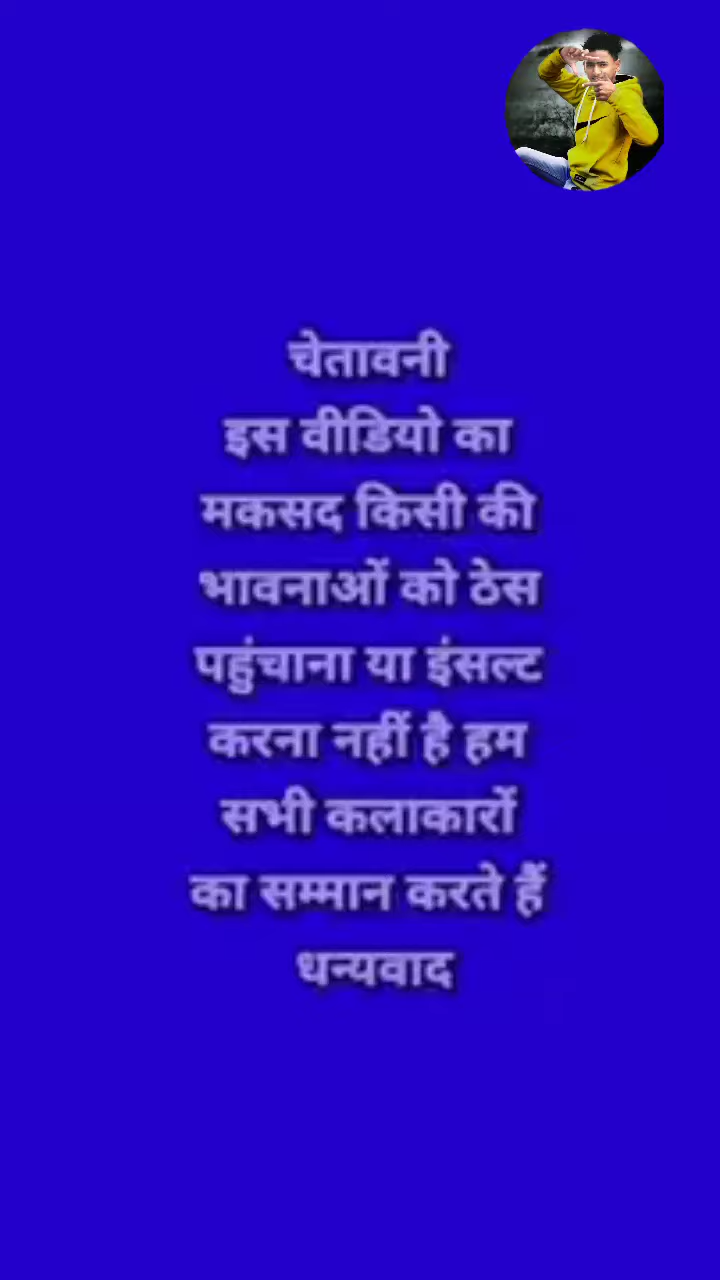 चेतावनी
इस वीडियो का
मकसद किसी की
भावनाओं को ठेस
पहुंचाना या इंसल्ट
करना नहीं है हम
सभी कलाकारों
का सम्मान करते हैं
धन्यवाद